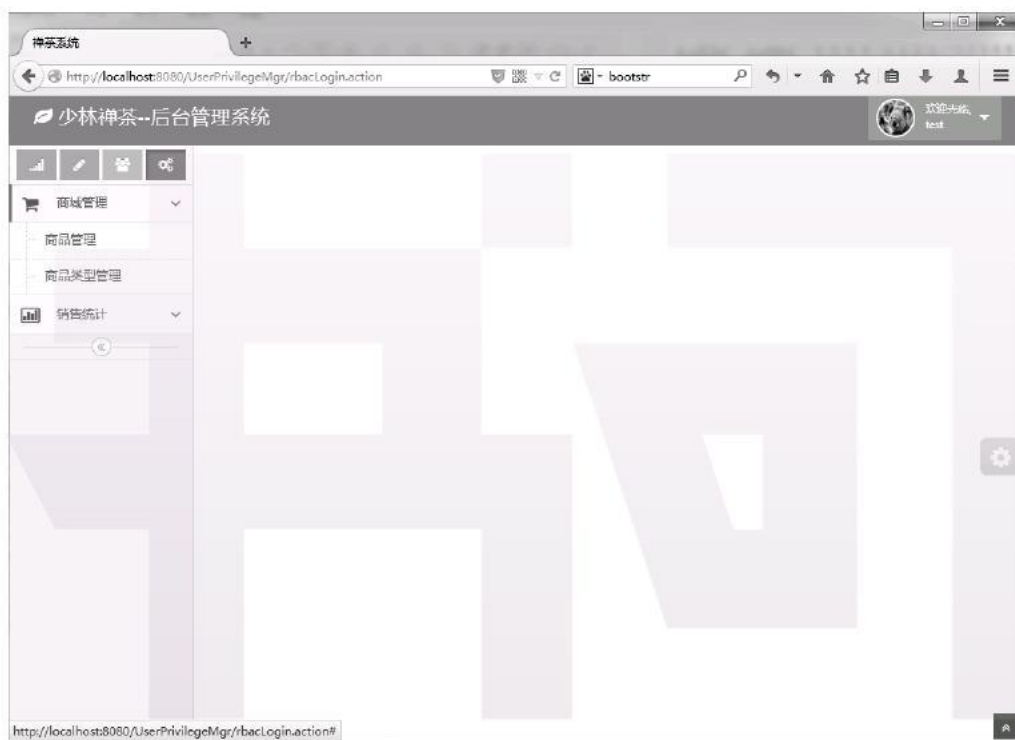 禅茶系统
http://localhost:8080/UserPrivilegeMgr/rbacLogin.action
bootstr
少林禅茶--后台管理系统
欢迎光临,
test
商城管理
商品管理
商品类型管理
销售统计
http://localhost:8080/UserPrivilegeMgr/rbacLogin.action#